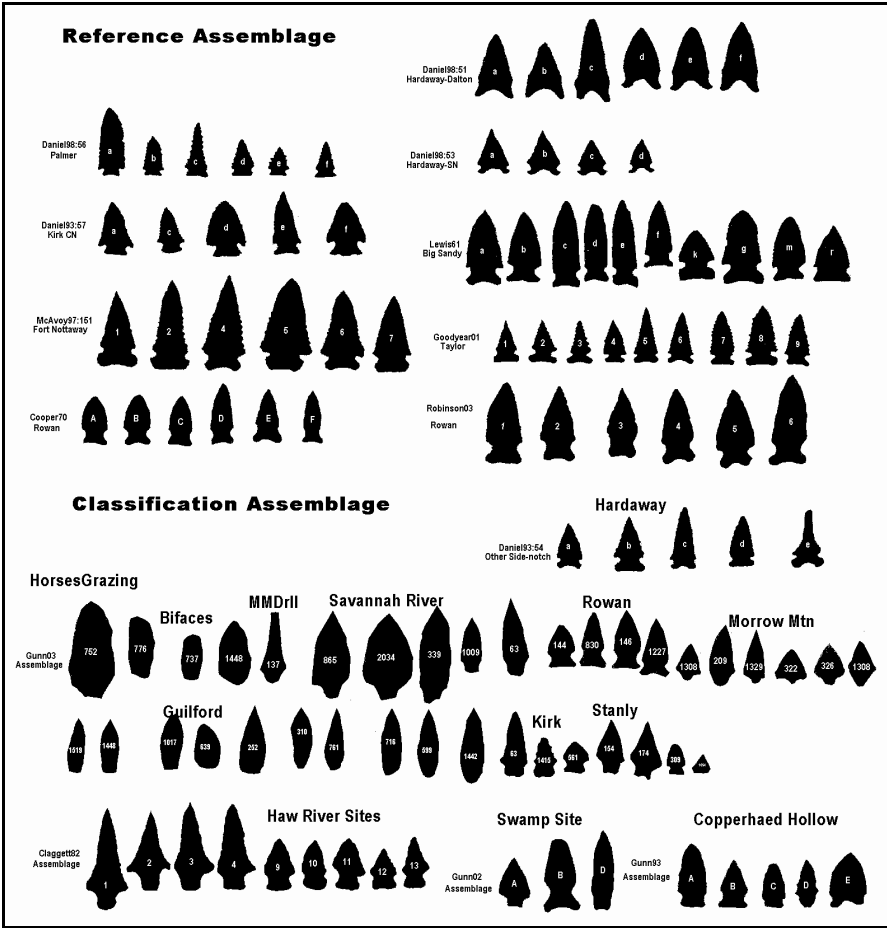 Reference Assemblage
Daniel98:51
Hardaway-Dalton
a b c d e f
Daniel98:56
Palmer
a b c d e f
Daniel98:53
Hardaway-SN
a b c d
Daniel93:57
Kirk CN
a c d e f
Lewis61
Big Sandy
a b c d e f k g m r
McAvoy97:151
Fort Nottaway
1 2 4 5 6 7
Goodyear01
Taylor
1 2 3 4 5 6 7 8 9
Cooper70
Rowan
A B C D E F
Robinson03
Rowan
1 2 3 4 5 6
Classification Assemblage
Hardaway
Daniel93:54
Other Side-notch
a b c d e
HorsesGrazing
Bifaces
MMDrll
Savannah River
Rowan
Morrow Mtn
Gunn03
Assemblage
752 776 737 1448 137 865 2034 339 1009 63 144 830 146 1227 1308 209 1329 322 326 1308
Guilford
Kirk
Stanly
1519 1448 1017 639 252 310 761 716 599 1442 63 1415 561 154 174 309
Haw River Sites
Claggett82
Assemblage
1 2 3 4 9 10 11 12 13
Swamp Site
Gunn02
Assemblage
A B D
Copperhaed Hollow
Gunn93
Assemblage
A B C D E